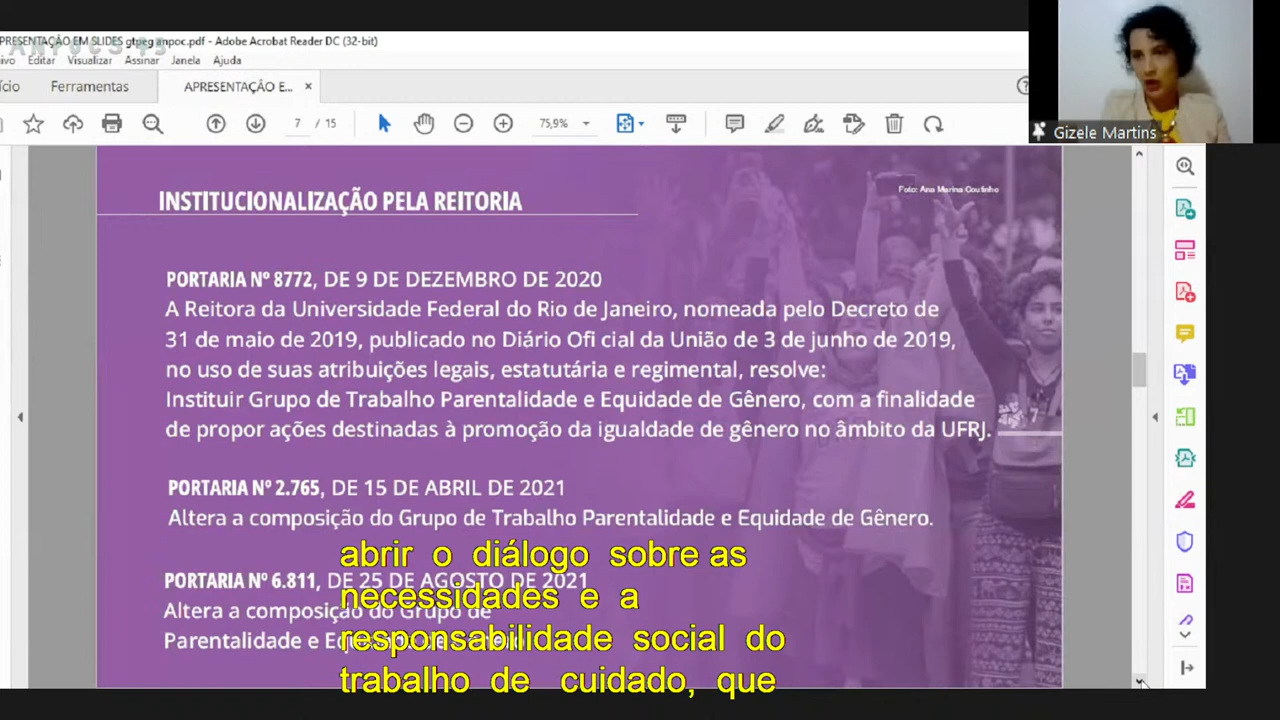 PRESENTAÇÃO EM SLIDES gtpeg anpoc.pdf - Adobe Acrobat Reader DC (32-bit)
ivo Editar Visualizar Assinar Janela Ajuda
ício Ferramentas APRESENTAÇÃO E... ×
7 / 15 75,9%
Gizele Martins
Foto: Ana Marina Coutinho
INSTITUCIONALIZAÇÃO PELA REITORIA
PORTARIA Nº 8772, DE 9 DE DEZEMBRO DE 2020
A Reitora da Universidade Federal do Rio de Janeiro, nomeada pelo Decreto de
31 de maio de 2019, publicado no Diário Ofi cial da União de 3 de junho de 2019,
no uso de suas atribuições legais, estatutária e regimental, resolve:
Instituir Grupo de Trabalho Parentalidade e Equidade de Gênero, com a finalidade
de propor ações destinadas à promoção da igualdade de gênero no âmbito da UFRJ.
7
PORTARIA Nº 2.765, DE 15 DE ABRIL DE 2021
Altera a composição do Grupo de Trabalho Parentalidade e Equidade de Gênero.
PORTARIA Nº 6.811, DE 25 DE AGOSTO DE 2021
Altera a composição do Grupo de
Parentalidade e
abrir o diálogo sobre as
necessidades e a
responsabilidade social do
trabalho de cuidado, que